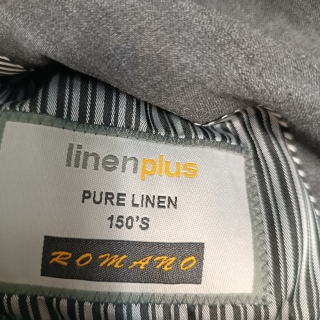 linenplus
PURE LINEN
150'S
ROMANO